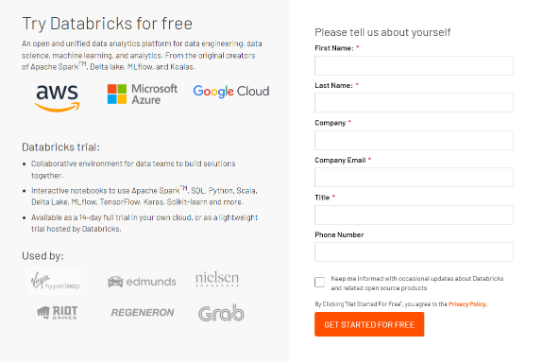 Try Databricks for free
An open and unified data analytics platform for data engineering, data
science, machine learning, and analytics. From the original creators
of Apache Spark™, Delta lake, MLflow, and Koalas.
aws
Microsoft
Azure
Google Cloud
Databricks trial:
Collaborative environment for data teams to build solutions
together.
Interactive notebooks to use Apache Spark™, SQL, Python, Scala,
Delta Lake, MLflow, TensorFlow, Keras, Scikit-learn and more.
Available as a 14-day full trial in your own cloud, or as a lightweight
trial hosted by Databricks.
Used by:
Virgin
hyperloop
edmunds
nielsen
RIOT
GAMES
REGENERON
Grab
Please tell us about yourself
First Name: *
Last Name: *
Company *
Company Email *
Title *
Phone Number
Keep me informed with occasional updates about Databricks
and related open source products
By Clicking "Get Started For Free", you agree to the Privacy Policy.
GET STARTED FOR FREE